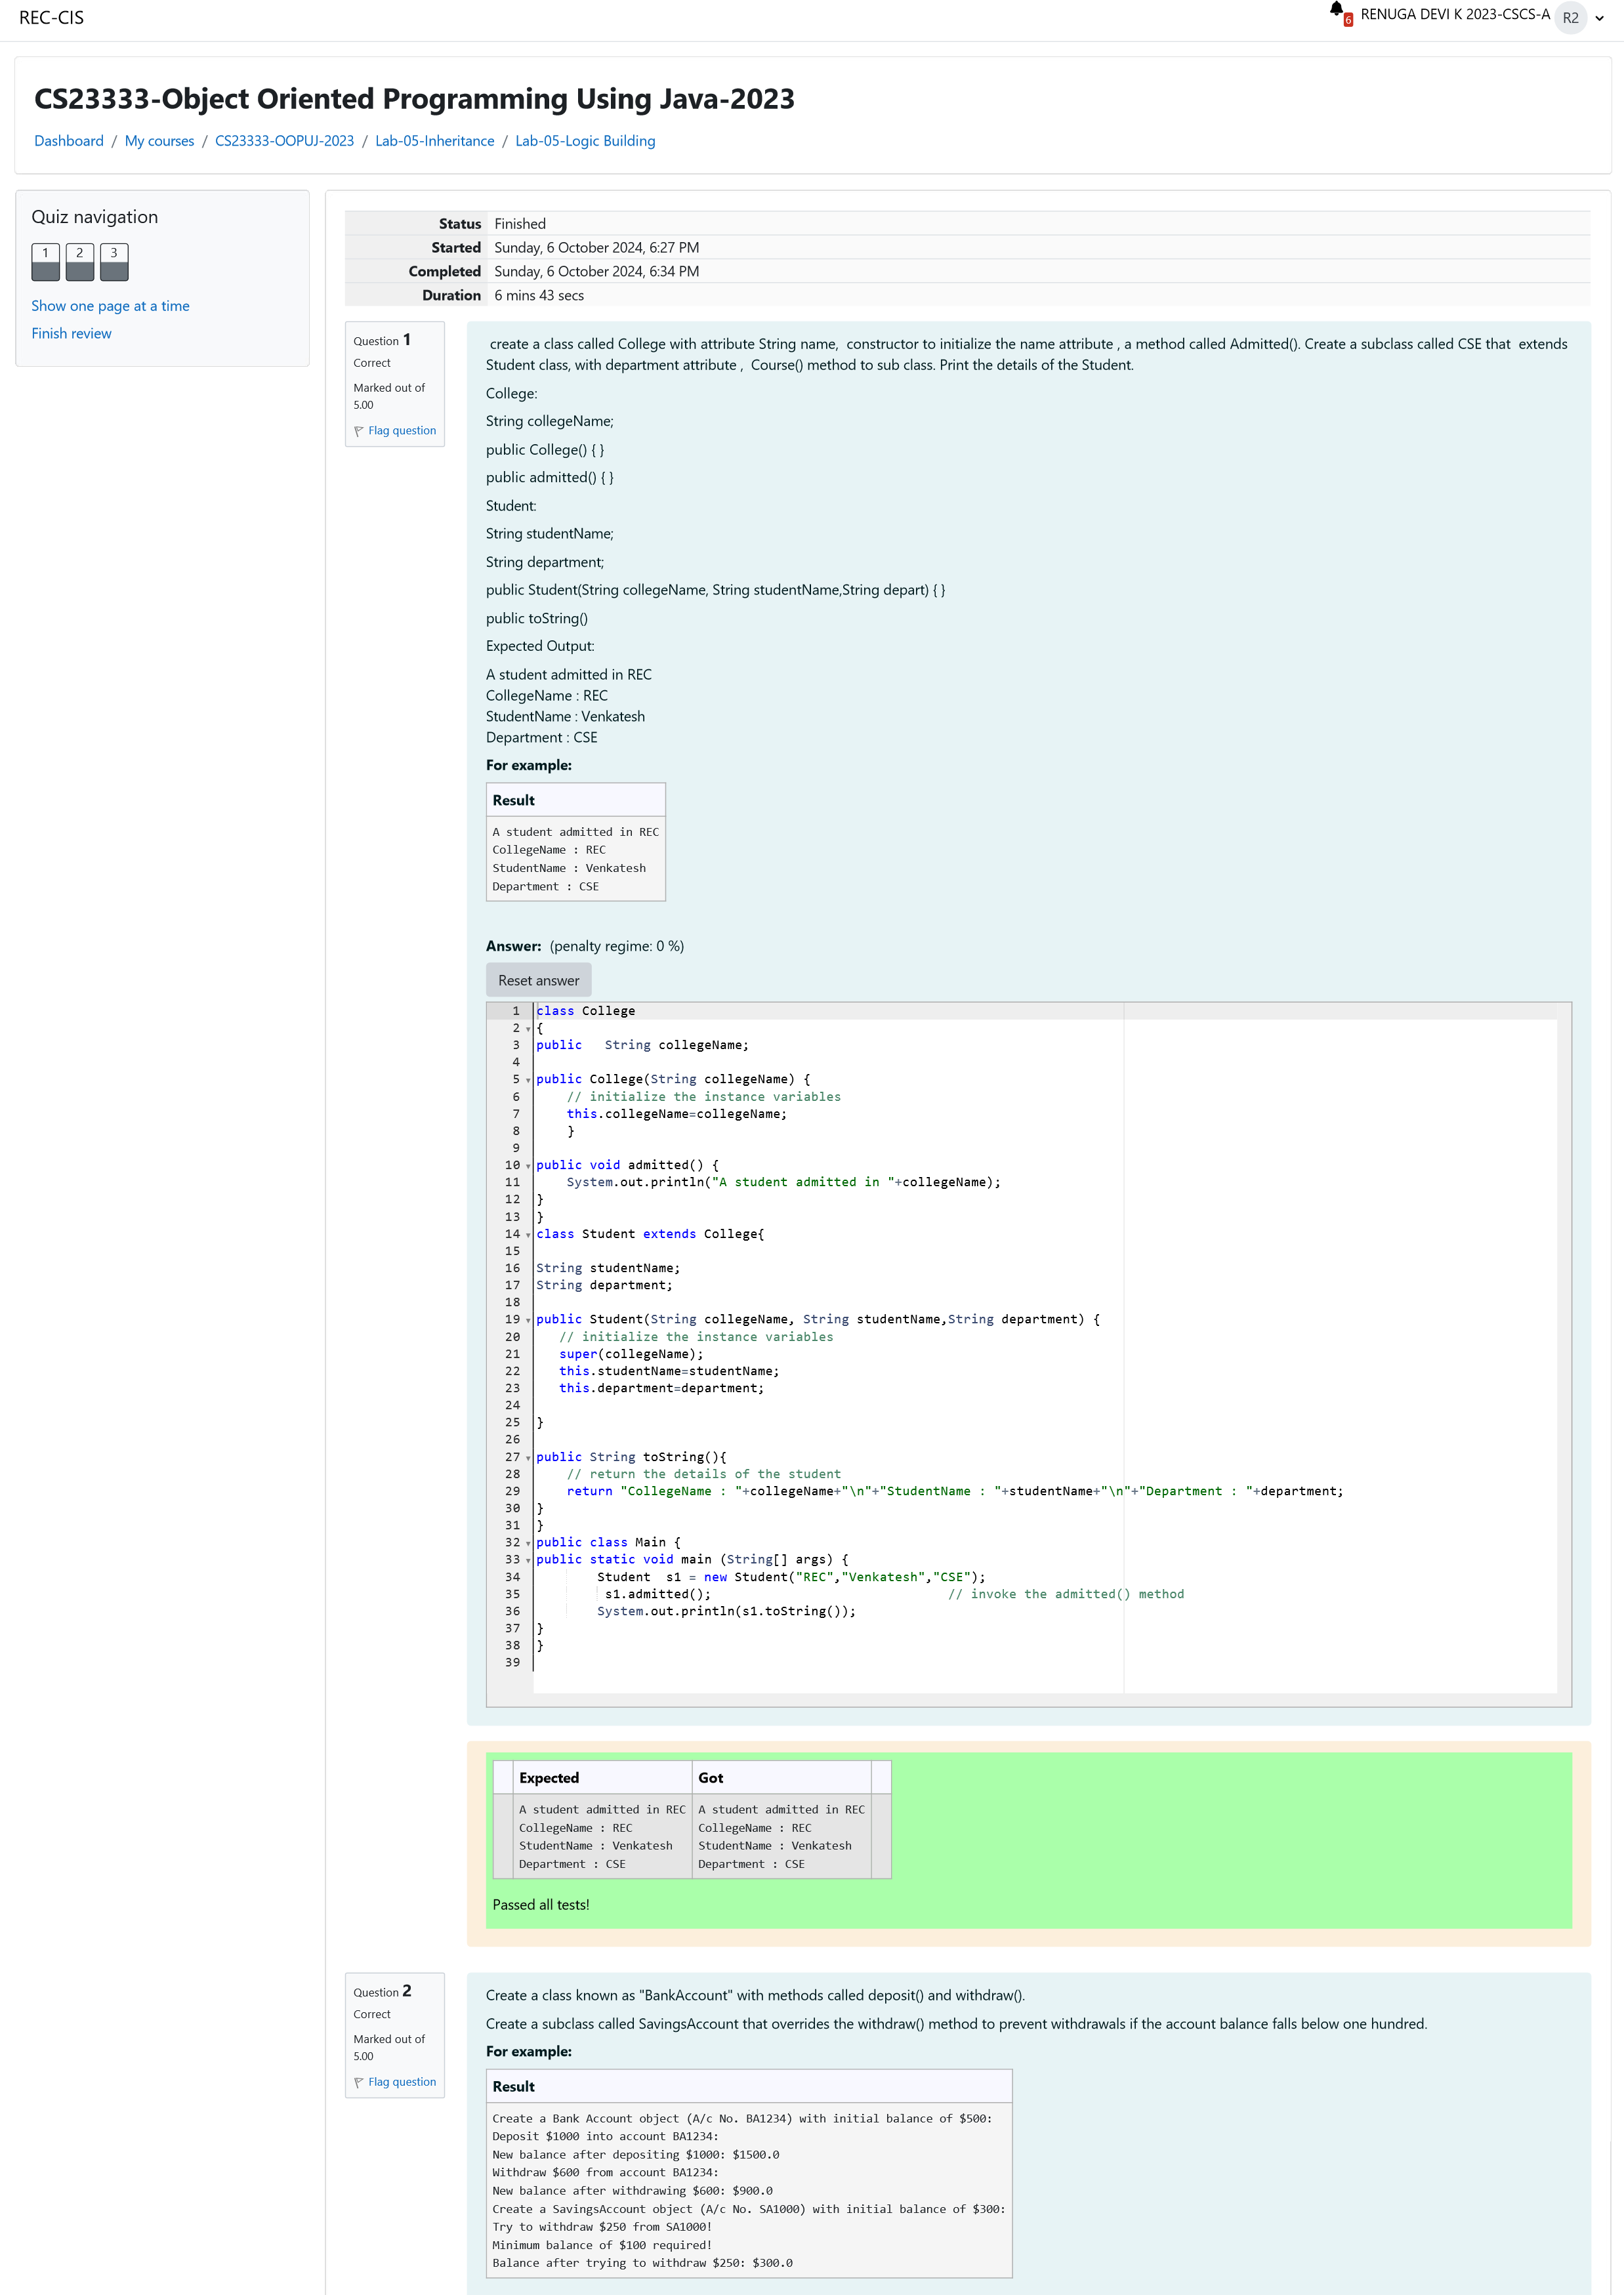 REC-CIS
6 RENUGA DEVI K 2023-CSCS-A R2
CS23333-Object Oriented Programming Using Java-2023
Dashboard / My courses / CS23333-OOPUJ-2023 / Lab-05-Inheritance / Lab-05-Logic Building
Quiz navigation
1 2 3
Show one page at a time
Finish review
Status Finished
Started Sunday, 6 October 2024, 6:27 PM
Completed Sunday, 6 October 2024, 6:34 PM
Duration 6 mins 43 secs
Question 1
Correct
Marked out of
5.00
Flag question
create a class called College with attribute String name,  constructor to initialize the name attribute , a method called Admitted(). Create a subclass called CSE that  extends
Student class, with department attribute ,  Course() method to sub class. Print the details of the Student.
College:
String collegeName;
public College() { }
public admitted() { }
Student:
String studentName;
String department;
public Student(String collegeName, String studentName,String depart) { }
public toString()
Expected Output:
A student admitted in REC
CollegeName : REC
StudentName : Venkatesh
Department : CSE
For example:
Result
A student admitted in REC
CollegeName : REC
StudentName : Venkatesh
Department : CSE
Answer:  (penalty regime: 0 %)
Reset answer
1 class College
2 {
3 public   String collegeName;
4
5 public College(String collegeName) {
6     // initialize the instance variables
7     this.collegeName=collegeName;
8     }
9
10 public void admitted() {
11     System.out.println("A student admitted in "+collegeName);
12 }
13 }
14 class Student extends College{
15
16 String studentName;
17 String department;
18
19 public Student(String collegeName, String studentName,String department) {
20    // initialize the instance variables
21    super(collegeName);
22    this.studentName=studentName;
23    this.department=department;
24
25 }
26
27 public String toString(){
28     // return the details of the student
29     return "CollegeName : "+collegeName+"\n"+"StudentName : "+studentName+"\n"+"Department : "+department;
30 }
31 }
32 public class Main {
33 public static void main (String[] args) {
34         Student  s1 = new Student("REC","Venkatesh","CSE");
35          s1.admitted();                               // invoke the admitted() method
36         System.out.println(s1.toString());
37 }
38 }
39
Expected Got
A student admitted in REC A student admitted in REC
CollegeName : REC CollegeName : REC
StudentName : Venkatesh StudentName : Venkatesh
Department : CSE Department : CSE
Passed all tests!
Question 2
Correct
Marked out of
5.00
Flag question
Create a class known as "BankAccount" with methods called deposit() and withdraw().
Create a subclass called SavingsAccount that overrides the withdraw() method to prevent withdrawals if the account balance falls below one hundred.
For example:
Result
Create a Bank Account object (A/c No. BA1234) with initial balance of $500:
Deposit $1000 into account BA1234:
New balance after depositing $1000: $1500.0
Withdraw $600 from account BA1234:
New balance after withdrawing $600: $900.0
Create a SavingsAccount object (A/c No. SA1000) with initial balance of $300:
Try to withdraw $250 from SA1000!
Minimum balance of $100 required!
Balance after trying to withdraw $250: $300.0